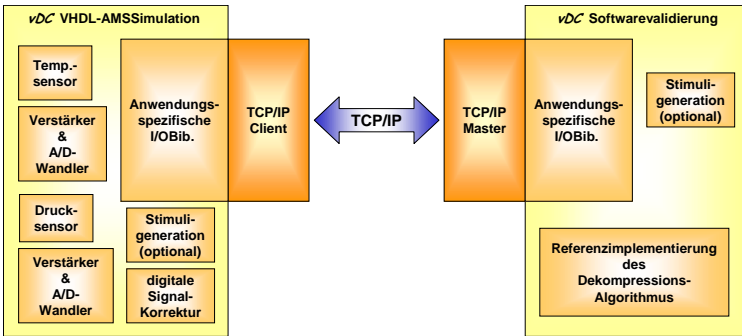 vDC VHDL-AMSSimulation
Temp.-
sensor
Verstärker
&
A/D-
Wandler
Druck-
sensor
Verstärker
&
A/D-
Wandler
Anwendungs-
spezifische
I/OBib.
Stimuli-
generation
(optional)
digitale
Signal-
Korrektur
TCP/IP
Client
TCP/IP
TCP/IP
Master
vDC Softwarevalidierung
Anwendungs-
spezifische
I/OBib.
Stimuli-
generation
(optional)
Referenzimplementierung
des
Dekompressions-
Algorithmus